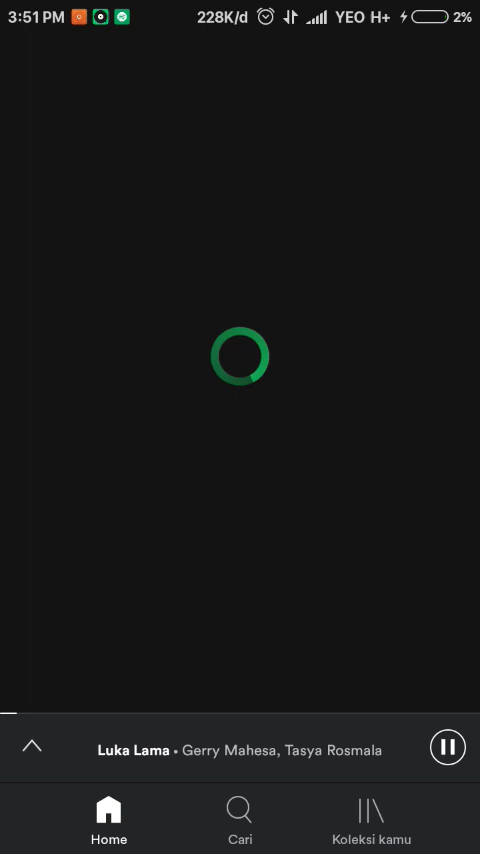 3:51 PM 228K/d YEO H+ 2%
Luka Lama • Gerry Mahesa, Tasya Rosmala
Home Cari Koleksi kamu